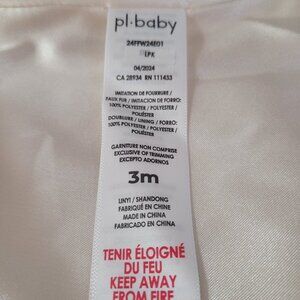 pl·baby
24FFW24E01
LPK
04/2024
CA 28934 RN 111433
IMITATION DE FOURRURE /
FAUX FUR / IMITACION DE FORRO:
100% POLYESTER / POLYESTER /
POLIÉSTER
DOUBLURE / LINING / FORRO:
100% POLYESTER / POLYESTER /
POLIÉSTER
GARNITURE NON COMPRISE
EXCLUSIVE OF TRIMMING
EXCEPTO ADORNOS
3m
LINYI / SHANDONG
FABRIQUÉ EN CHINE
MADE IN CHINA
FABRICADO EN CHINA
TENIR ÉLOIGNÉ
DU FEU
KEEP AWAY
FROM FIRE